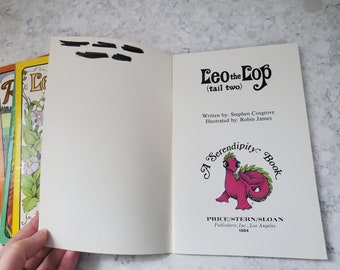 Leo the Lop
(tail two)
Written by: Stephen Cosgrove
Illustrated by: Robin James
A Serendipity Book
PRICE/STERN/SLOAN
Publishers, Inc., Los Angeles
1984